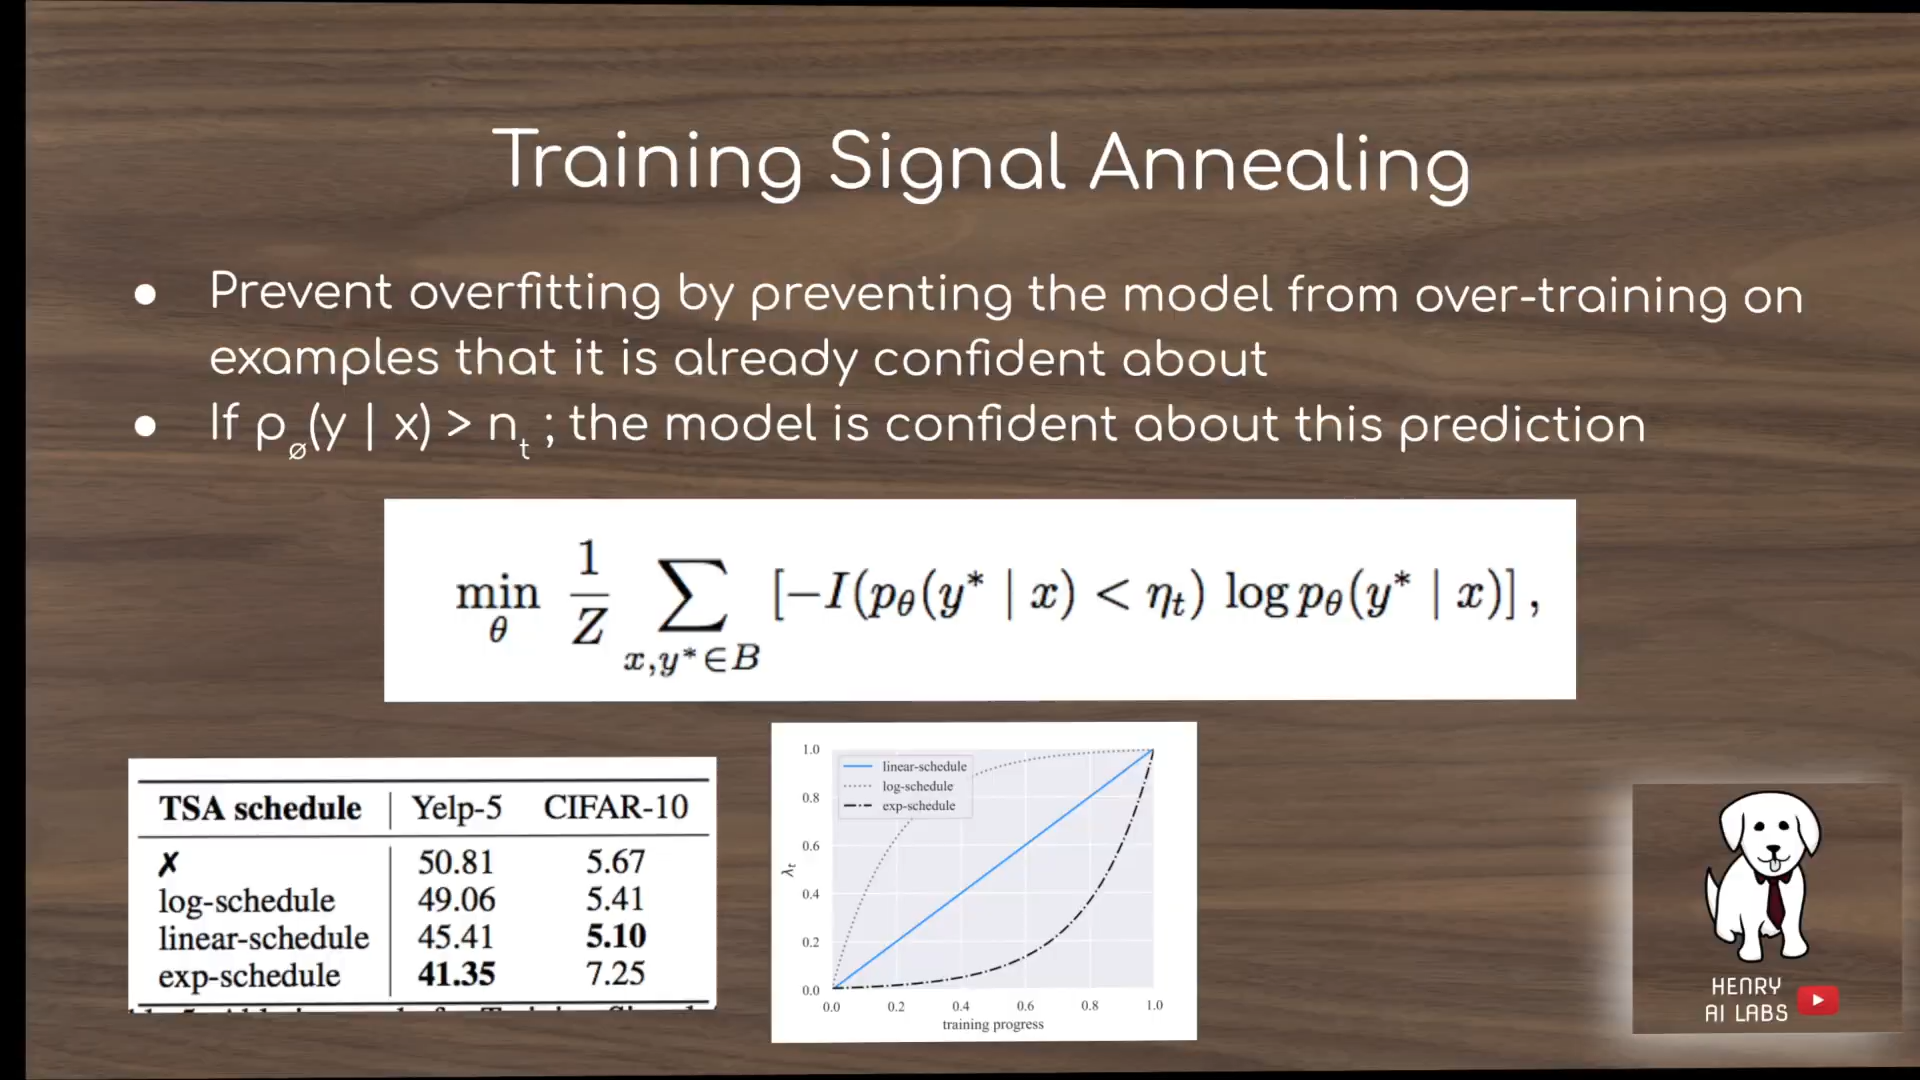 Training Signal Annealing
● Prevent overfitting by preventing the model from over-training on
examples that it is already confident about
● If pø(y | x) > nt ; the model is confident about this prediction
min θ 1/Z ∑ x,y*∈B [−I(pθ(y* | x) < ηt) log pθ(y* | x)] ,
TSA schedule Yelp-5 CIFAR-10
✗ 50.81 5.67
log-schedule 49.06 5.41
linear-schedule 45.41 5.10
exp-schedule 41.35 7.25
linear-schedule
log-schedule
exp-schedule
1.0
0.8
0.6
0.4
0.2
0.0
λt
0.0 0.2 0.4 0.6 0.8 1.0
training progress
HENRY
AI LABS